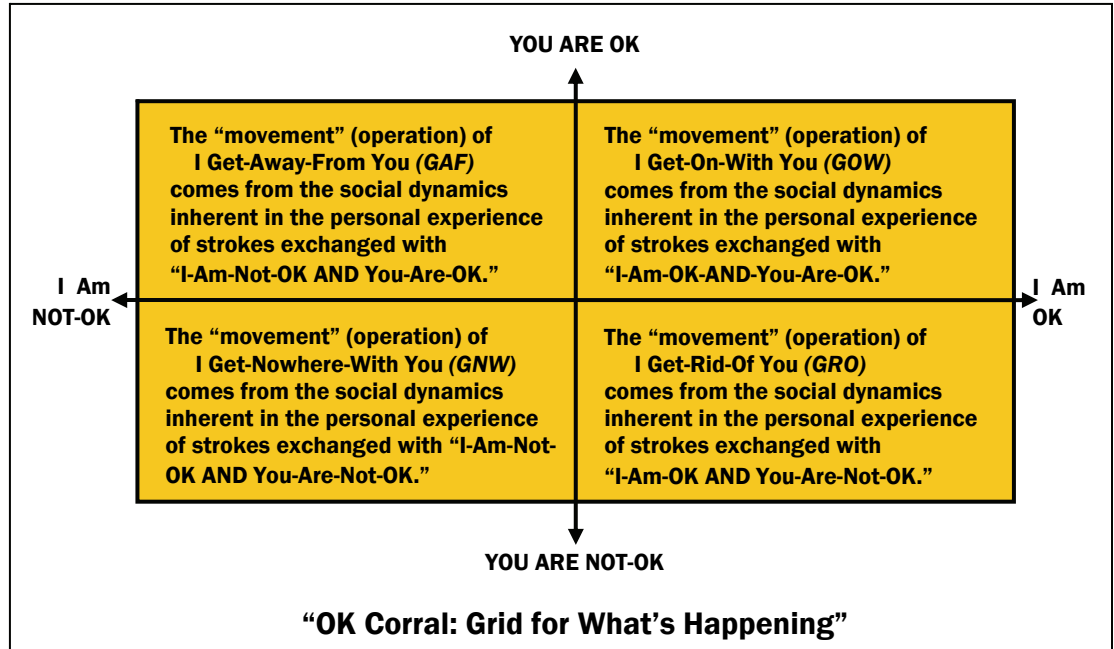 YOU ARE OK
The “movement” (operation) of
I Get-Away-From You (GAF)
comes from the social dynamics
inherent in the personal experience
of strokes exchanged with
“I-Am-Not-OK AND You-Are-OK.”
The “movement” (operation) of
I Get-On-With You (GOW)
comes from the social dynamics
inherent in the personal experience
of strokes exchanged with
“I-Am-OK-AND-You-Are-OK.”
I Am
NOT-OK
I Am
OK
The “movement” (operation) of
I Get-Nowhere-With You (GNW)
comes from the social dynamics
inherent in the personal experience
of strokes exchanged with “I-Am-Not-
OK AND You-Are-Not-OK.”
The “movement” (operation) of
I Get-Rid-Of You (GRO)
comes from the social dynamics
inherent in the personal experience
of strokes exchanged with
“I-Am-OK AND You-Are-Not-OK.”
YOU ARE NOT-OK
“OK Corral: Grid for What’s Happening”